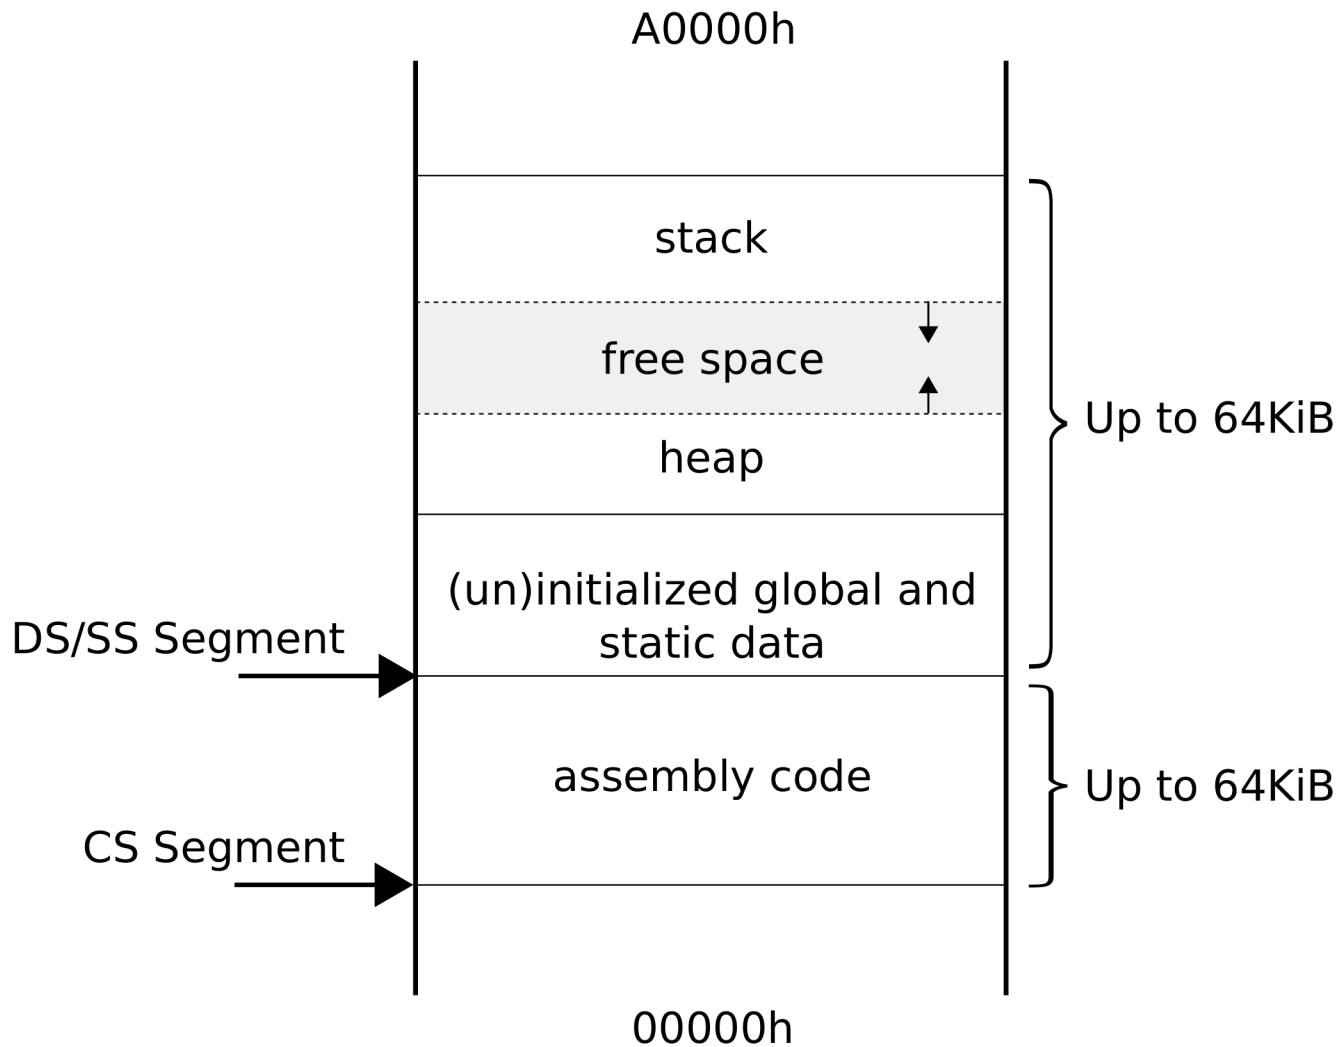 A0000h
stack
free space
Up to 64KiB
heap
(un)initialized global and
static data
DS/SS Segment
assembly code
Up to 64KiB
CS Segment
00000h